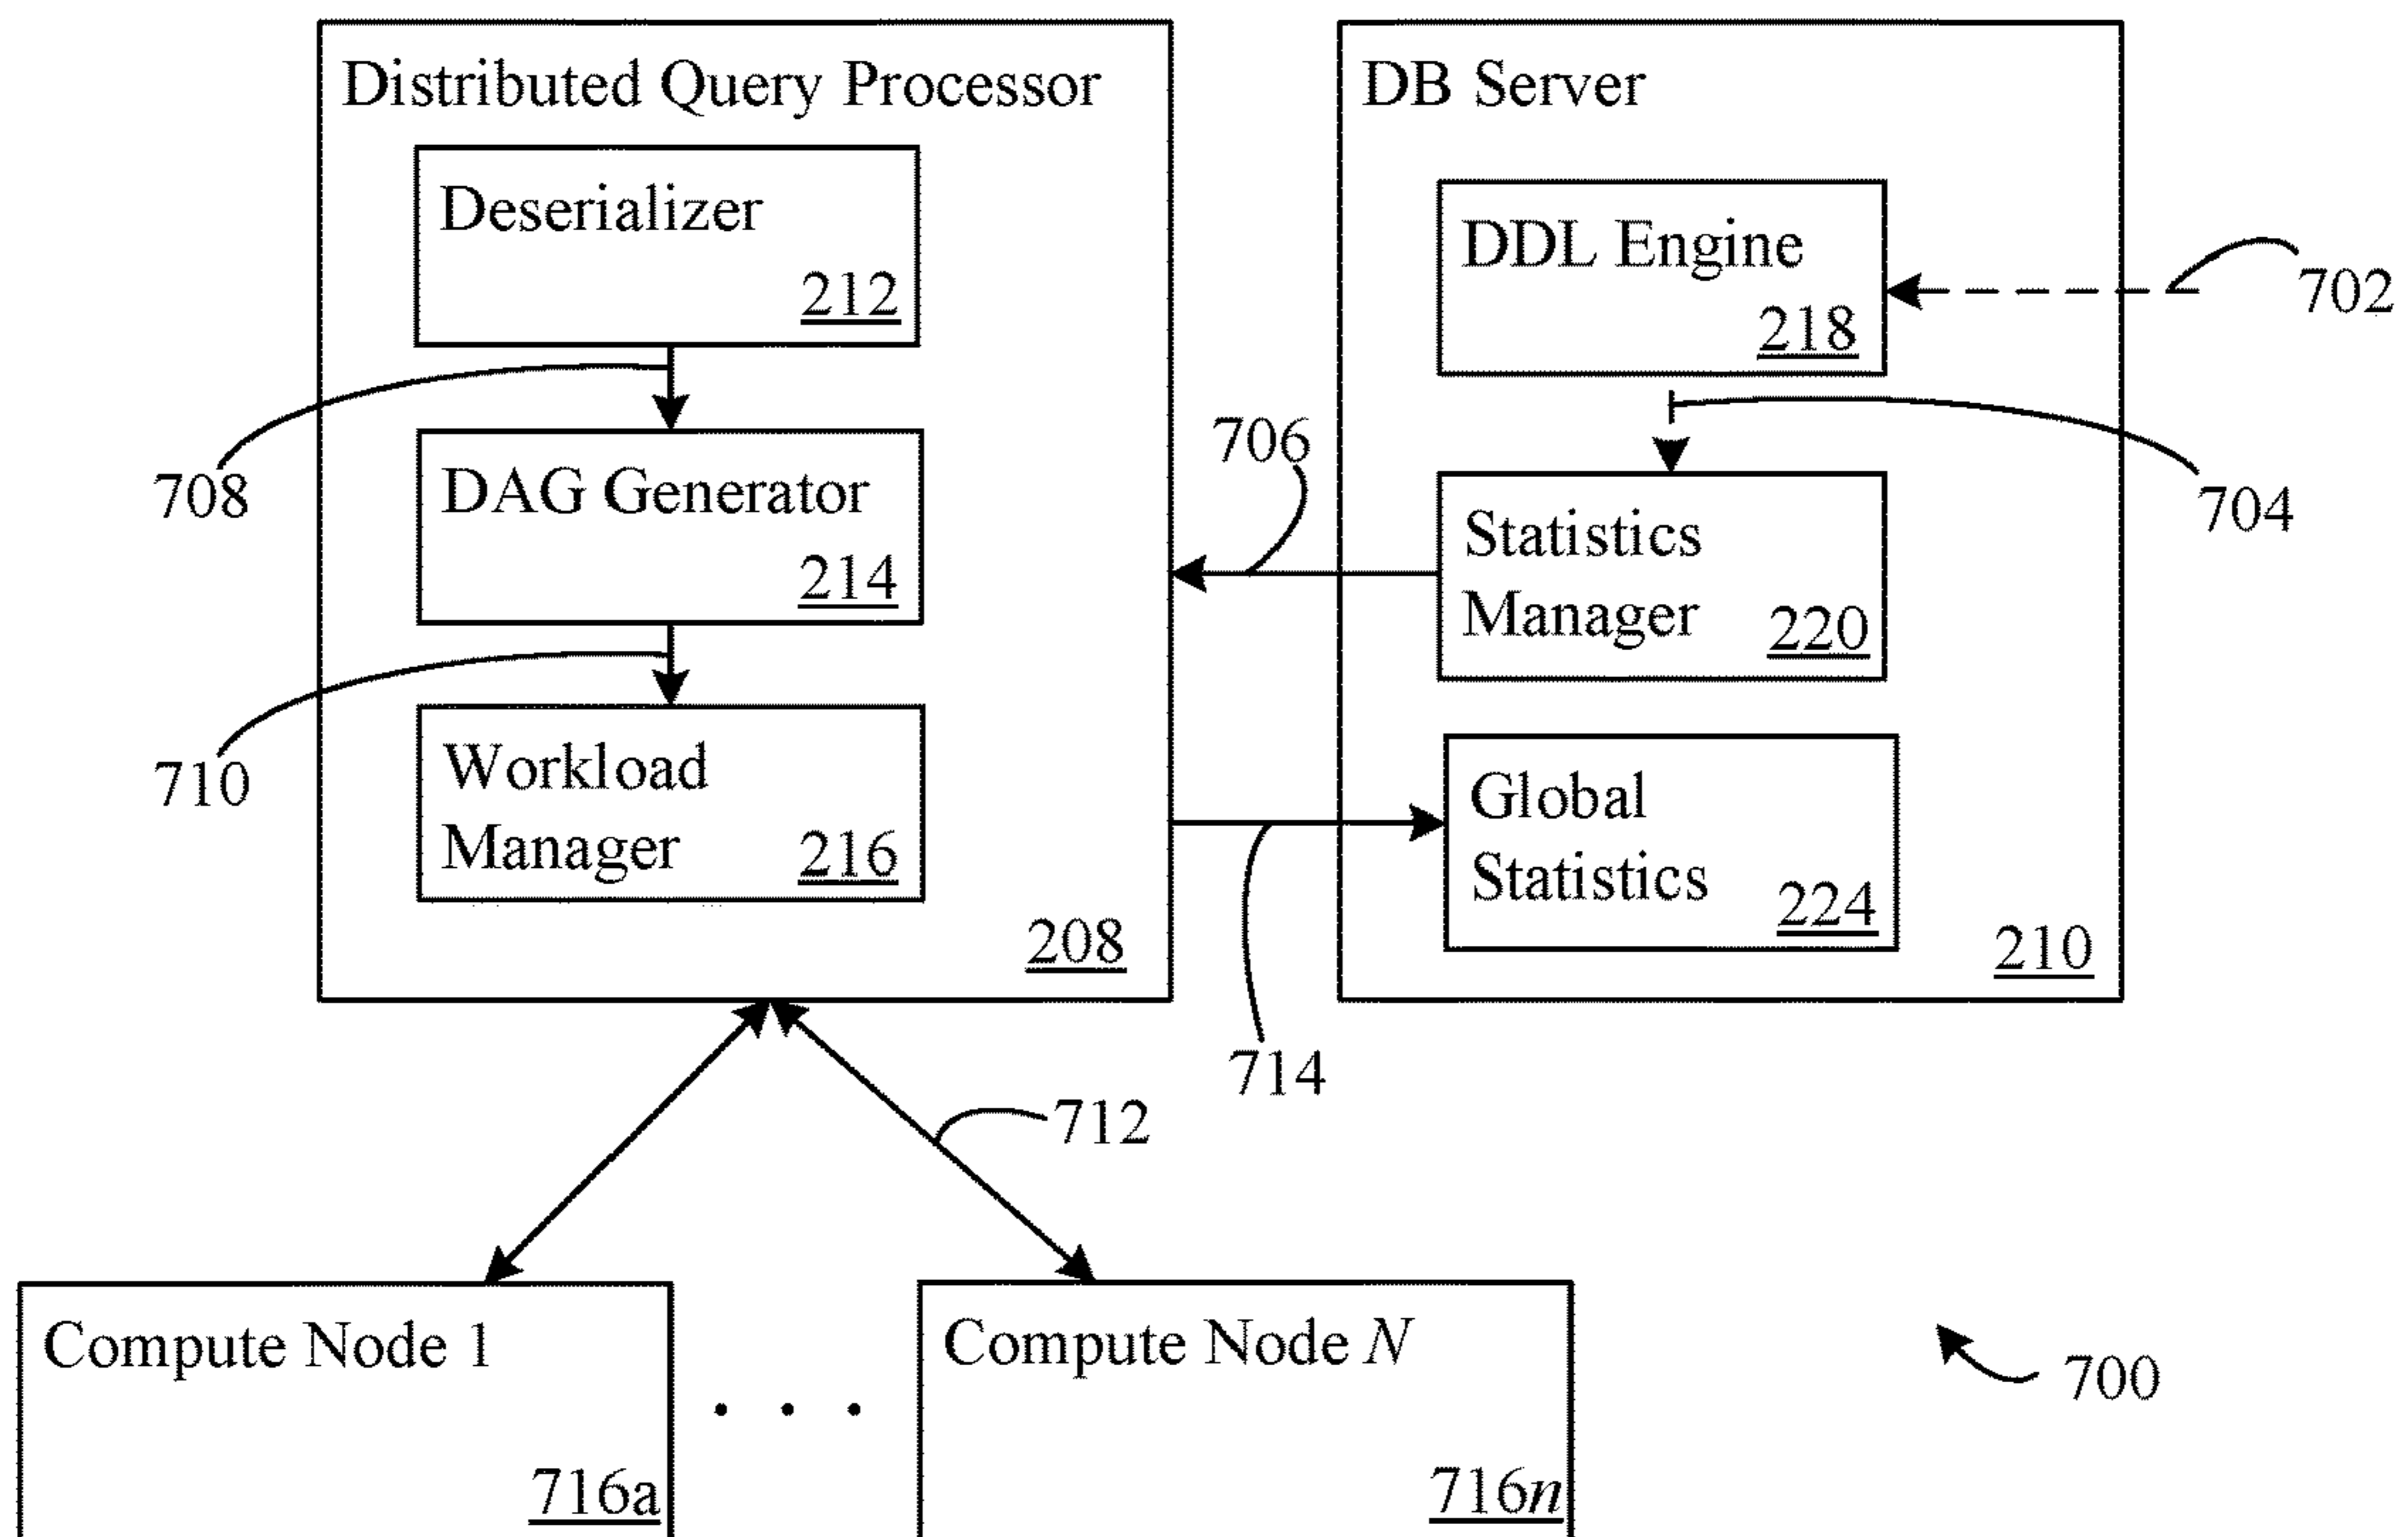 Distributed Query Processor
Deserializer
212
708
DAG Generator
214
710
Workload
Manager
216
208
DB Server
DDL Engine
218
702
704
706
Statistics
Manager
220
Global
Statistics
224
210
714
712
Compute Node 1
716a
. . .
Compute Node N
716n
700